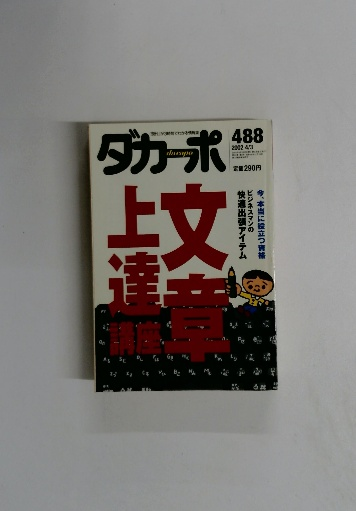 ダカーポ
dacapo
488
2002 4/3
定価290円
今、本当に役立つ資格
ビジネスマンの
快適出張アイテム
文章
上達
講座